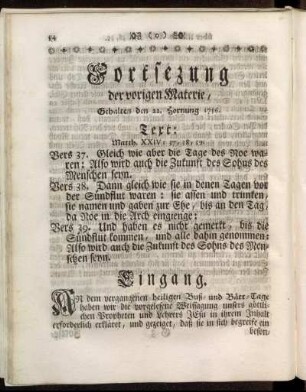 54 (o)
Fortsezung
der vorigen Materie,
Gehalten den 22. Hornung 1756.
Text:
Matth. XXIV, 37, 38, 39.
Vers 37. Gleich wie aber die Tage des Noe wa-
ren: Also wird auch die Zukunft des Sohns des
Menschen seyn.
Vers 38. Dann gleich wie sie in denen Tagen vor
der Sündflut waren: sie assen und trunken,
sie namen und gaben zur Ehe, bis an den Tag,
da Noe in die Arch eingienge;
Vers 39. Und haben es nicht gemerkt, bis die
Sündflut kommen, und alle dahin genommen:
Also wird auch die Zukunft des Sohns des Men-
schen seyn.
Eingang.
An dem vergangenen heiligen Buß- und Bätt-Tage
haben wir die vorgelesene Weissagung unsers göttli-
chen Propheten und Lehrers JEsu in ihrem Inhalt
erforderlich erkläret, und gezeiget, daß sie in sich begreife ein
beson-